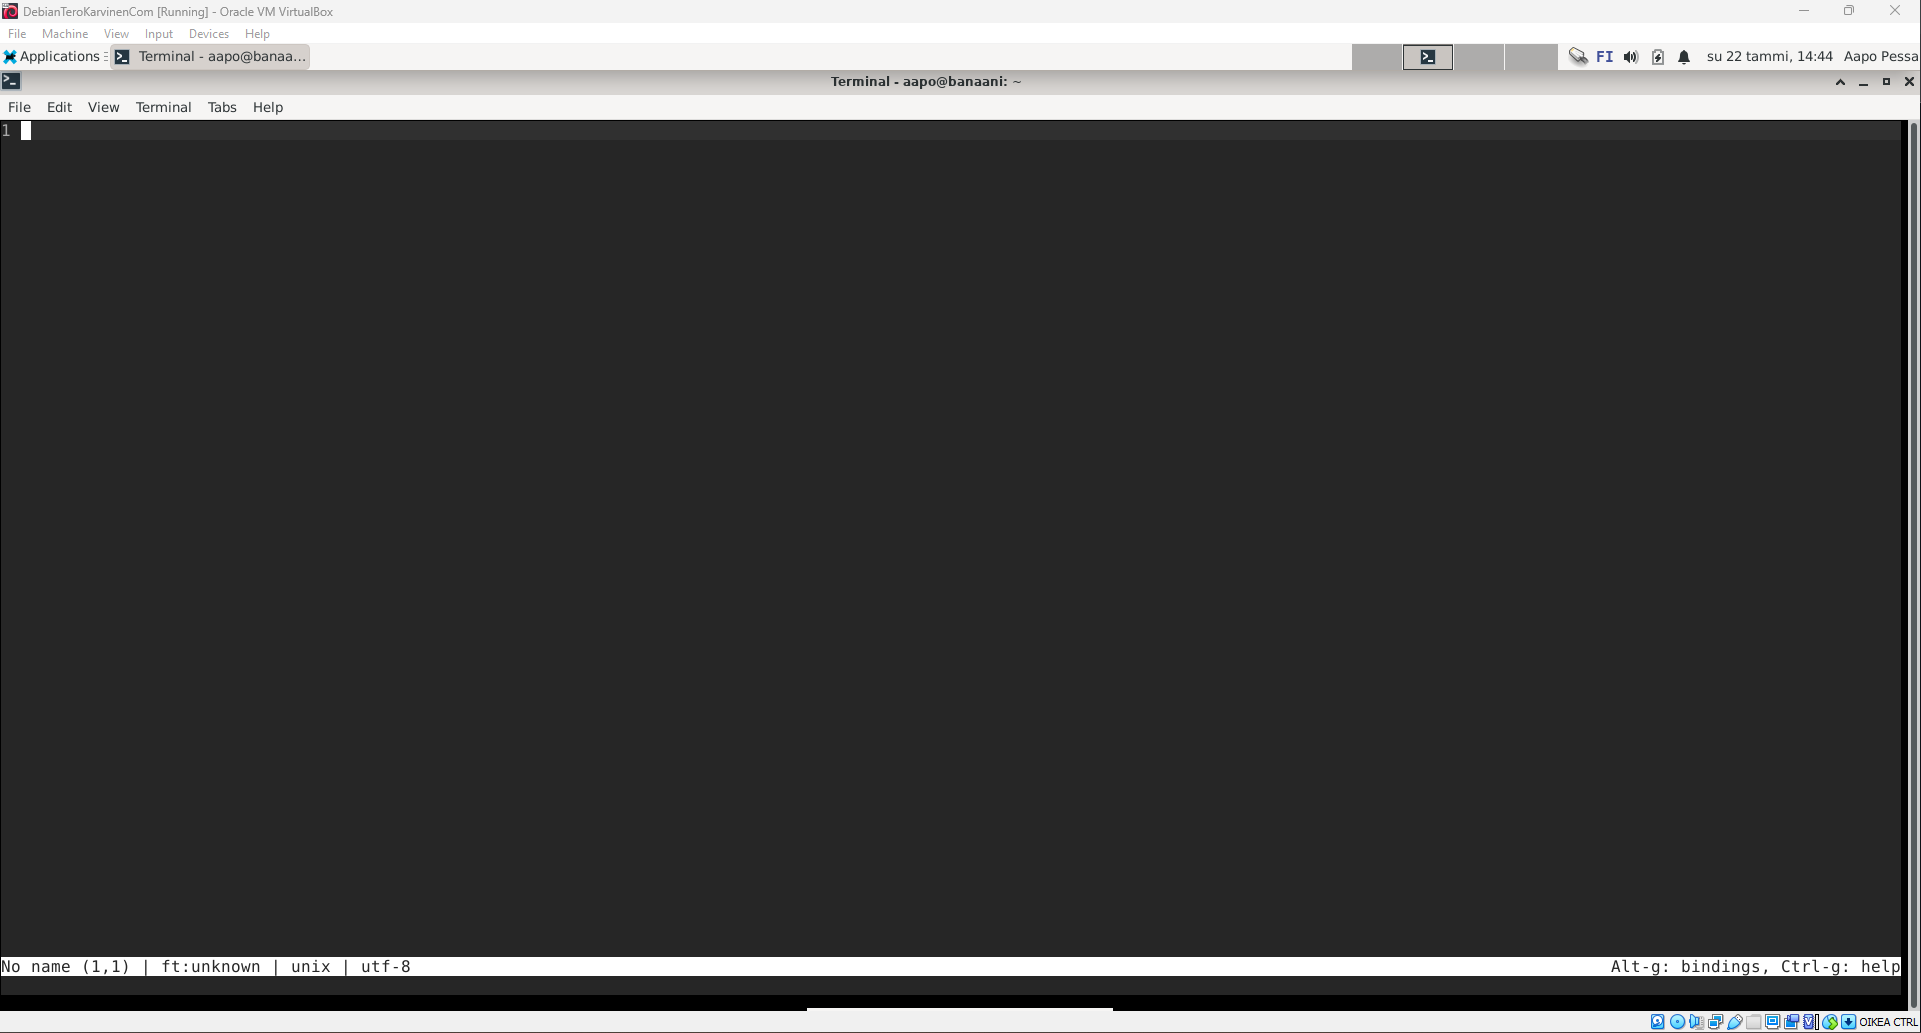 DebianTeroKarvinenCom [Running] - Oracle VM VirtualBox
File Machine View Input Devices Help
Applications Terminal - aapo@banaa... FI su 22 tammi, 14:44 Aapo Pessa
Terminal - aapo@banaani: ~
File Edit View Terminal Tabs Help
1
No name (1,1) | ft:unknown | unix | utf-8 Alt-g: bindings, Ctrl-g: help
OIKEA CTRL